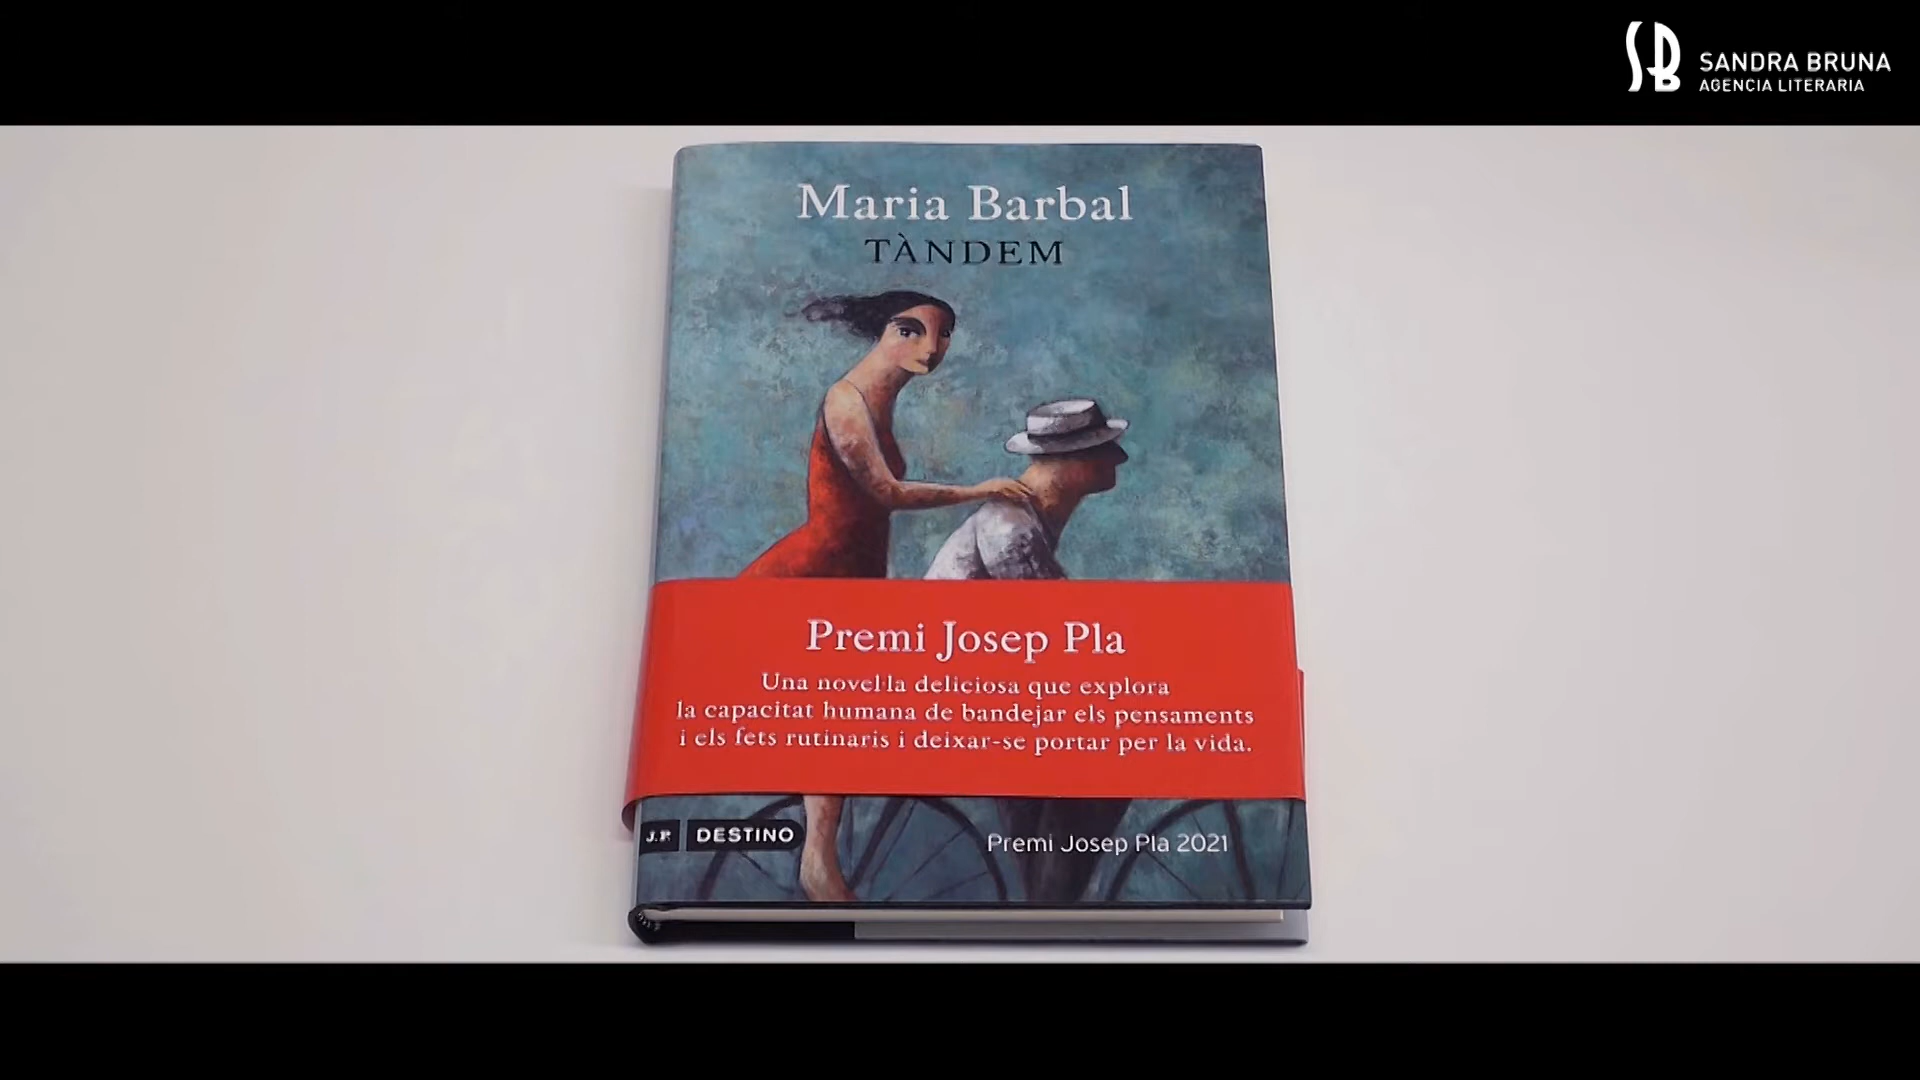 SANDRA BRUNA
AGENCIA LITERARIA
Maria Barbal
TÀNDEM
Premi Josep Pla
Una novel·la deliciosa que explora
la capacitat humana de bandejar els pensaments
i els fets rutinaris i deixar-se portar per la vida.
J.P. DESTINO
Premi Josep Pla 2021